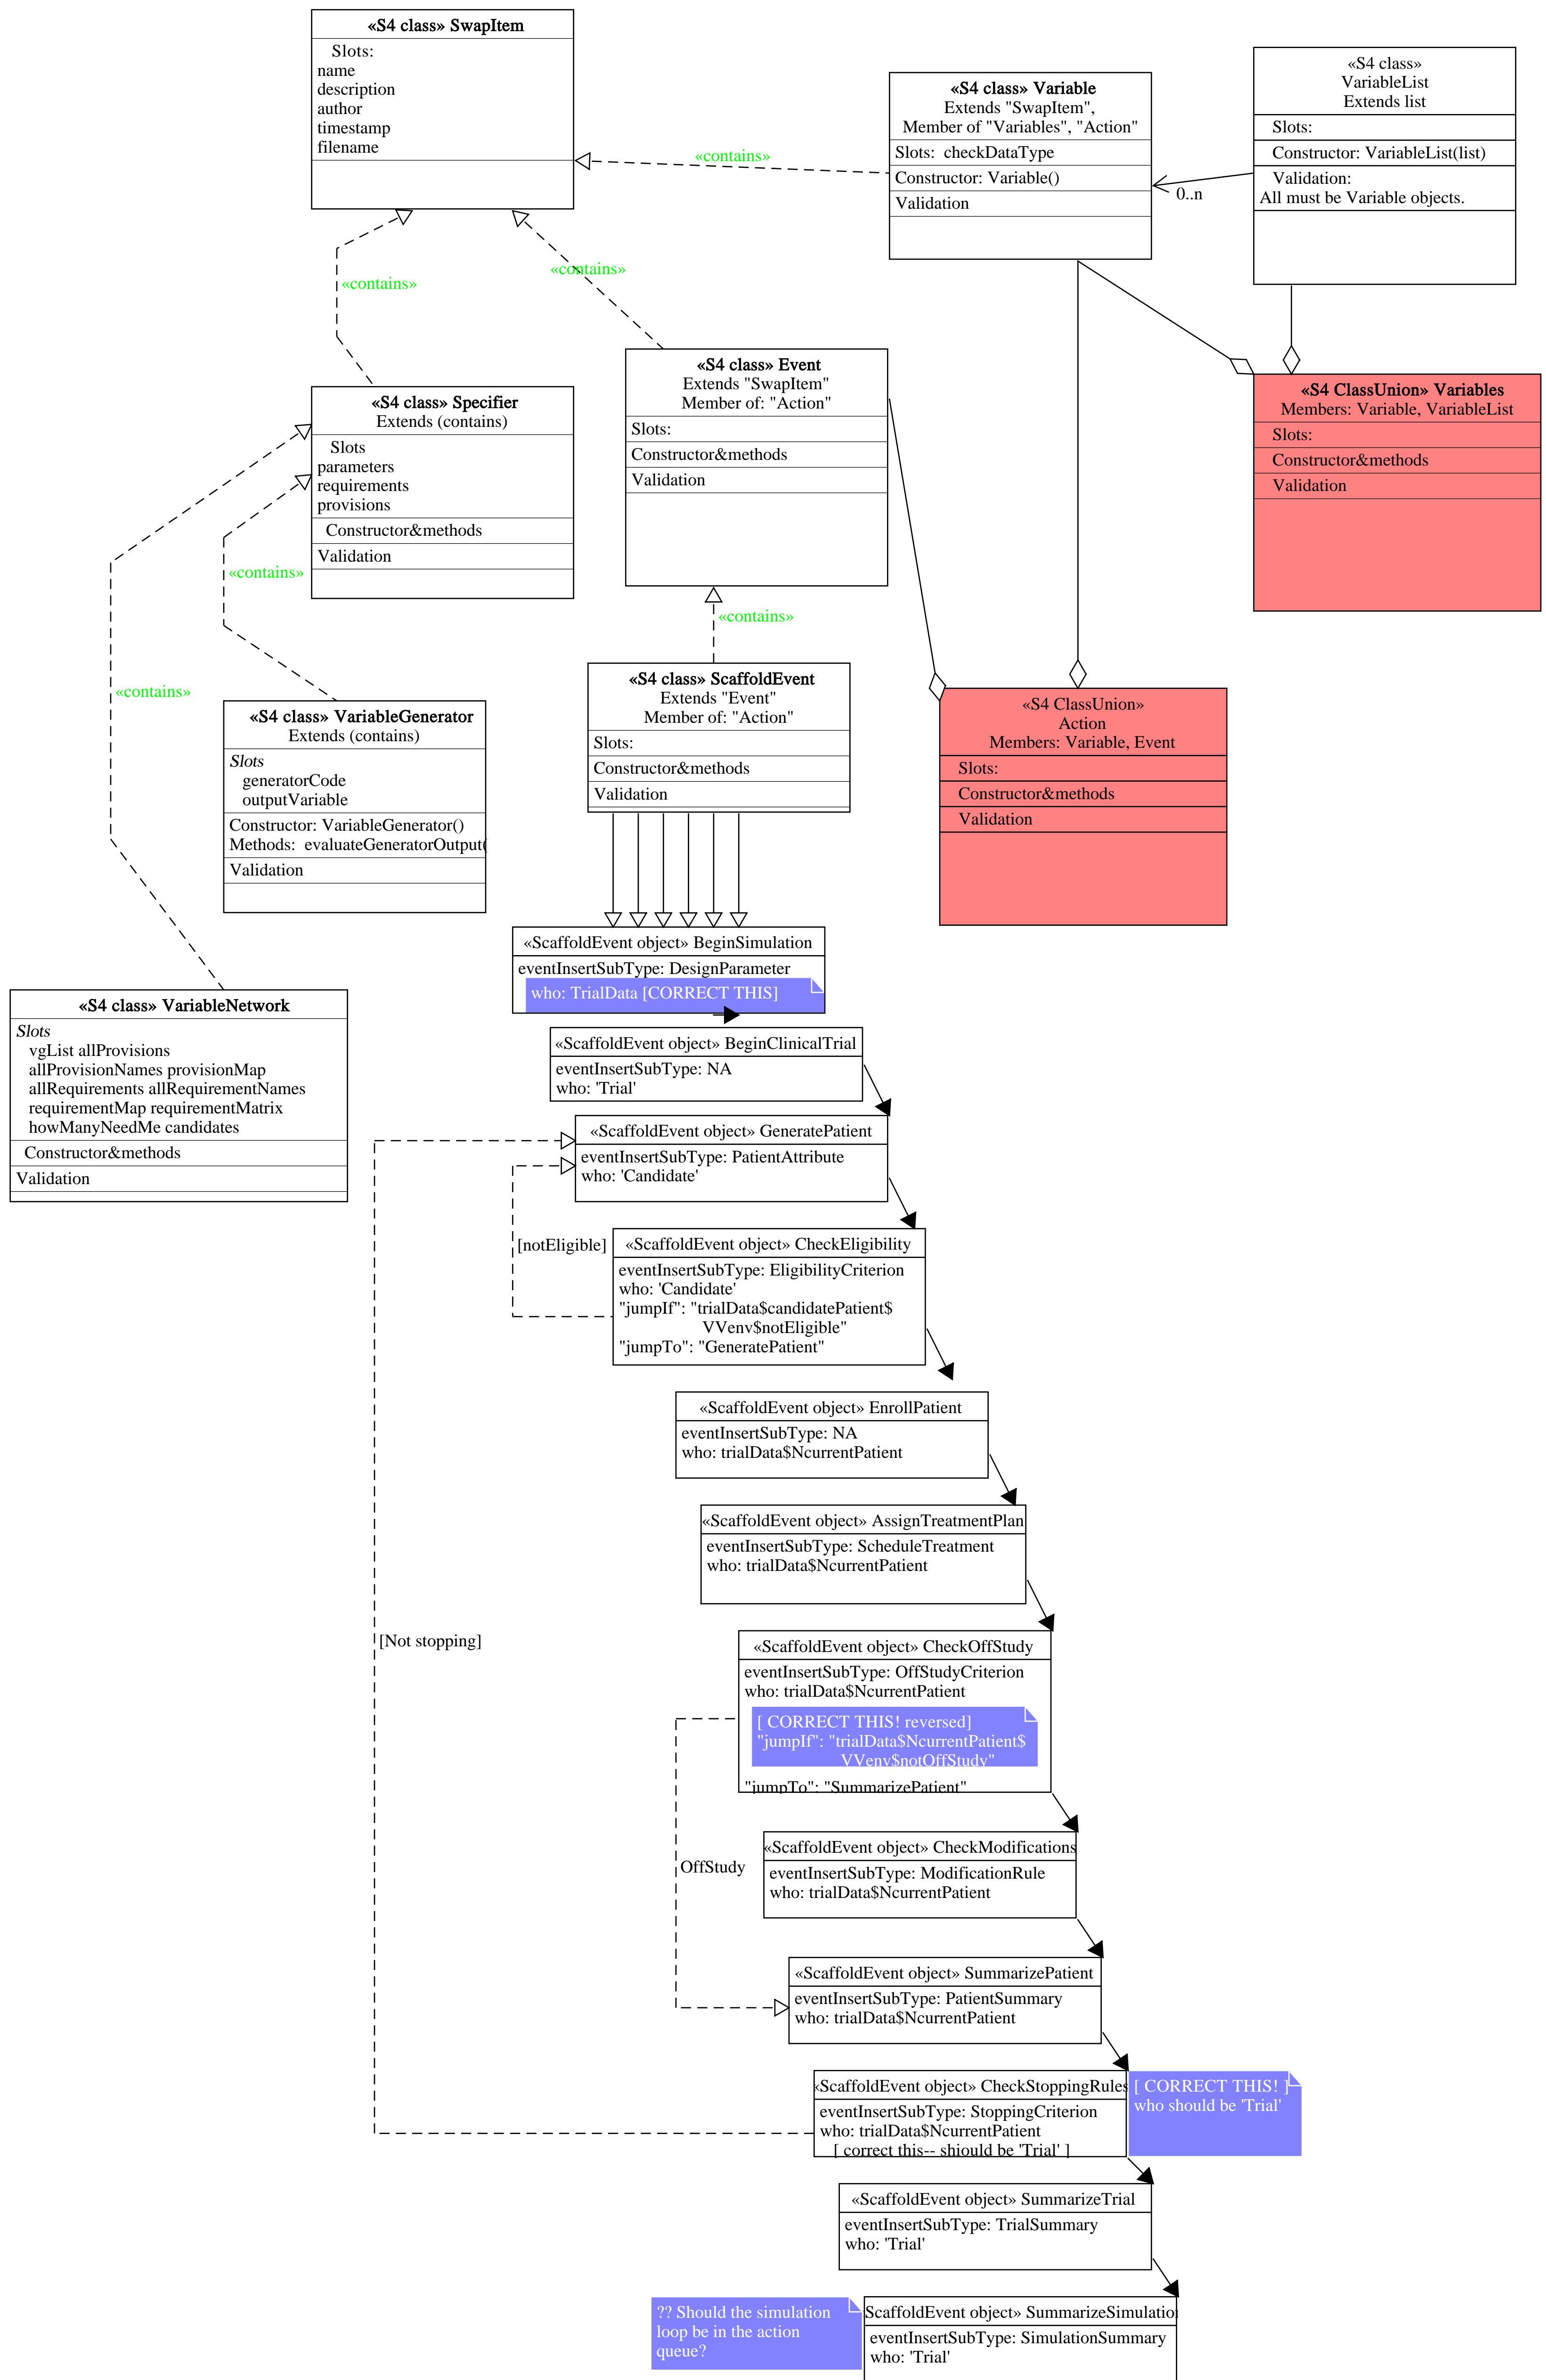 «S4 class» SwapItem
Slots:
name
description
author
timestamp
filename
«S4 class» Variable
Extends "SwapItem",
Member of "Variables", "Action"
Slots:  checkDataType
Constructor: Variable()
Validation
«S4 class»
VariableList
Extends list
Slots:
Constructor: VariableList(list)
Validation:
All must be Variable objects.
«contains»
0..n
«contains»
«contains»
«S4 class» Event
Extends "SwapItem"
Member of: "Action"
Slots:
Constructor&methods
Validation
«S4 class» Specifier
Extends (contains)
Slots
parameters
requirements
provisions
Constructor&methods
Validation
«S4 ClassUnion» Variables
Members: Variable, VariableList
Slots:
Constructor&methods
Validation
«contains»
«contains»
«contains»
«S4 class» ScaffoldEvent
Extends "Event"
Member of: "Action"
Slots:
Constructor&methods
Validation
«S4 class» VariableGenerator
Extends (contains)
Slots
generatorCode
outputVariable
Constructor: VariableGenerator()
Methods:  evaluateGeneratorOutput(
Validation
«S4 ClassUnion»
Action
Members: Variable, Event
Slots:
Constructor&methods
Validation
«S4 class» VariableNetwork
Slots
vgList allProvisions
allProvisionNames provisionMap
allRequirements allRequirementNames
requirementMap requirementMatrix
howManyNeedMe candidates
Constructor&methods
Validation
«ScaffoldEvent object» BeginSimulation
eventInsertSubType: DesignParameter
who: TrialData [CORRECT THIS]
«ScaffoldEvent object» BeginClinicalTrial
eventInsertSubType: NA
who: 'Trial'
«ScaffoldEvent object» GeneratePatient
eventInsertSubType: PatientAttribute
who: 'Candidate'
[notEligible]
«ScaffoldEvent object» CheckEligibility
eventInsertSubType: EligibilityCriterion
who: 'Candidate'
"jumpIf": "trialData$candidatePatient$
VVenv$notEligible"
"jumpTo": "GeneratePatient"
«ScaffoldEvent object» EnrollPatient
eventInsertSubType: NA
who: trialData$NcurrentPatient
«ScaffoldEvent object» AssignTreatmentPlan
eventInsertSubType: ScheduleTreatment
who: trialData$NcurrentPatient
[Not stopping]
«ScaffoldEvent object» CheckOffStudy
eventInsertSubType: OffStudyCriterion
who: trialData$NcurrentPatient
[ CORRECT THIS! reversed]
"jumpIf": "trialData$NcurrentPatient$
VVenv$notOffStudy"
"jumpTo": "SummarizePatient"
OffStudy
«ScaffoldEvent object» CheckModifications
eventInsertSubType: ModificationRule
who: trialData$NcurrentPatient
«ScaffoldEvent object» SummarizePatient
eventInsertSubType: PatientSummary
who: trialData$NcurrentPatient
«ScaffoldEvent object» CheckStoppingRules
eventInsertSubType: StoppingCriterion
who: trialData$NcurrentPatient
[ correct this-- shiould be 'Trial' ]
[ CORRECT THIS! ]
who should be 'Trial'
«ScaffoldEvent object» SummarizeTrial
eventInsertSubType: TrialSummary
who: 'Trial'
?? Should the simulation
loop be in the action
queue?
ScaffoldEvent object» SummarizeSimulation
eventInsertSubType: SimulationSummary
who: 'Trial'